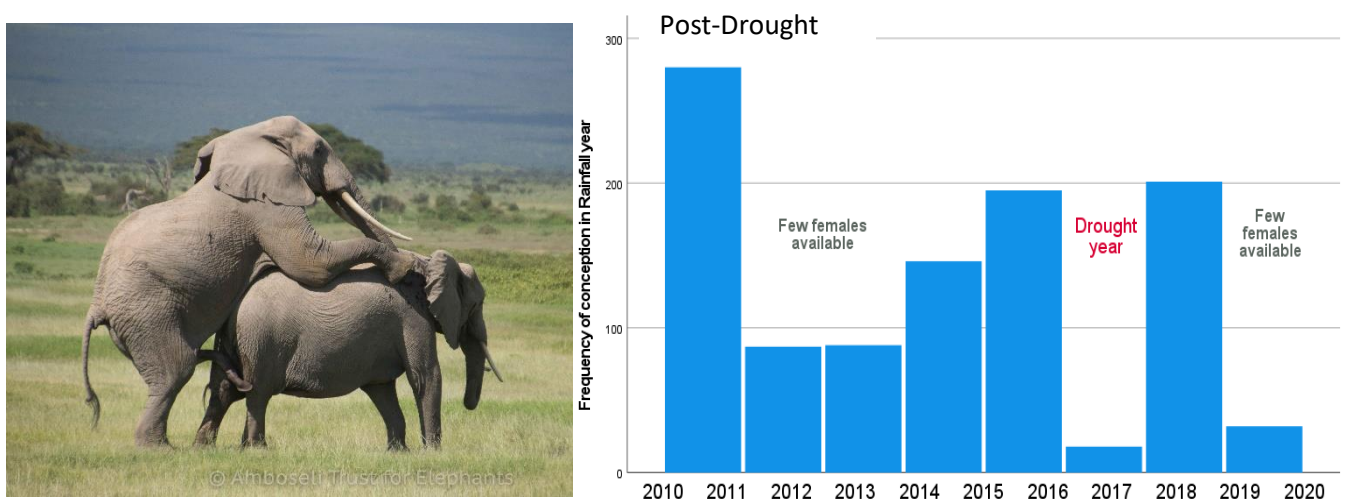 © Amboseli Trust for Elephants
Post-Drought
Frequency of conception in Rainfall year
300
200
100
0
Few females
available
Drought
year
Few
females
available
2010 2011 2012 2013 2014 2015 2016 2017 2018 2019 2020